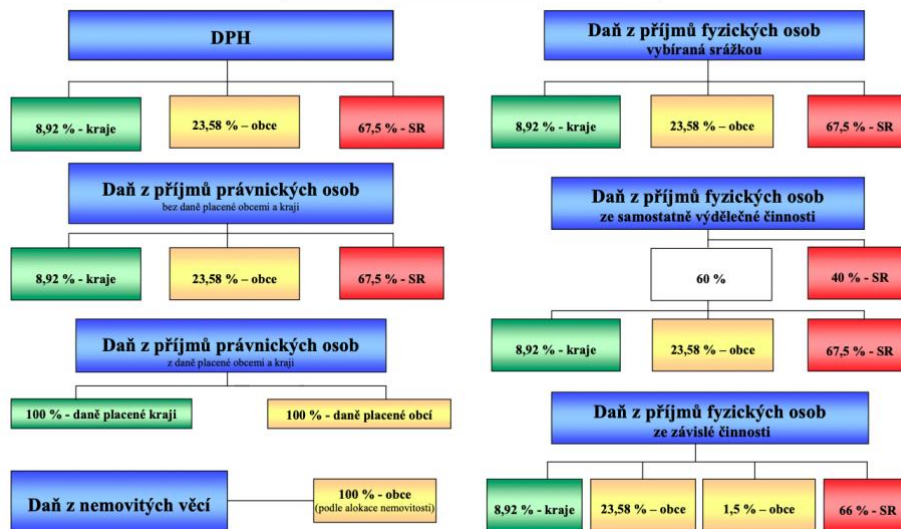 DPH
8,92 % - kraje
23,58 % – obce
67,5 % - SR
Daň z příjmů právnických osob
bez daně placené obcemi a kraji
8,92 % - kraje
23,58 % – obce
67,5 % - SR
Daň z příjmů právnických osob
z daně placené obcemi a kraji
100 % - daně placené kraji
100 % - daně placené obcí
Daň z nemovitých věcí
100 % - obce
(podle alokace nemovitostí)
Daň z příjmů fyzických osob
vybíraná srážkou
8,92 % - kraje
23,58 % – obce
67,5 % - SR
Daň z příjmů fyzických osob
ze samostatně výdělečné činnosti
60 %
40 % - SR
8,92 % - kraje
23,58 % – obce
67,5 % - SR
Daň z příjmů fyzických osob
ze závislé činnosti
8,92 % - kraje
23,58 % – obce
1,5 % – obce
66 % - SR